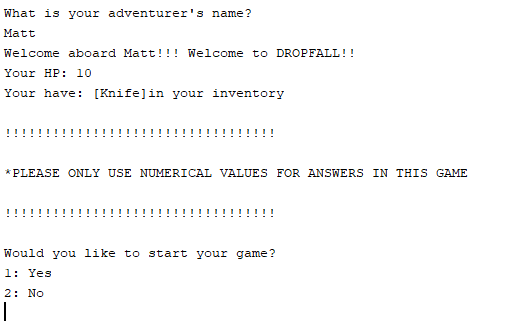 What is your adventurer's name?
Matt
Welcome aboard Matt!!! Welcome to DROPFALL!!
Your HP: 10
Your have: [Knife]in your inventory
!!!!!!!!!!!!!!!!!!!!!!!!!!!!!!!!!!
*PLEASE ONLY USE NUMERICAL VALUES FOR ANSWERS IN THIS GAME
!!!!!!!!!!!!!!!!!!!!!!!!!!!!!!!!!!
Would you like to start your game?
1: Yes
2: No